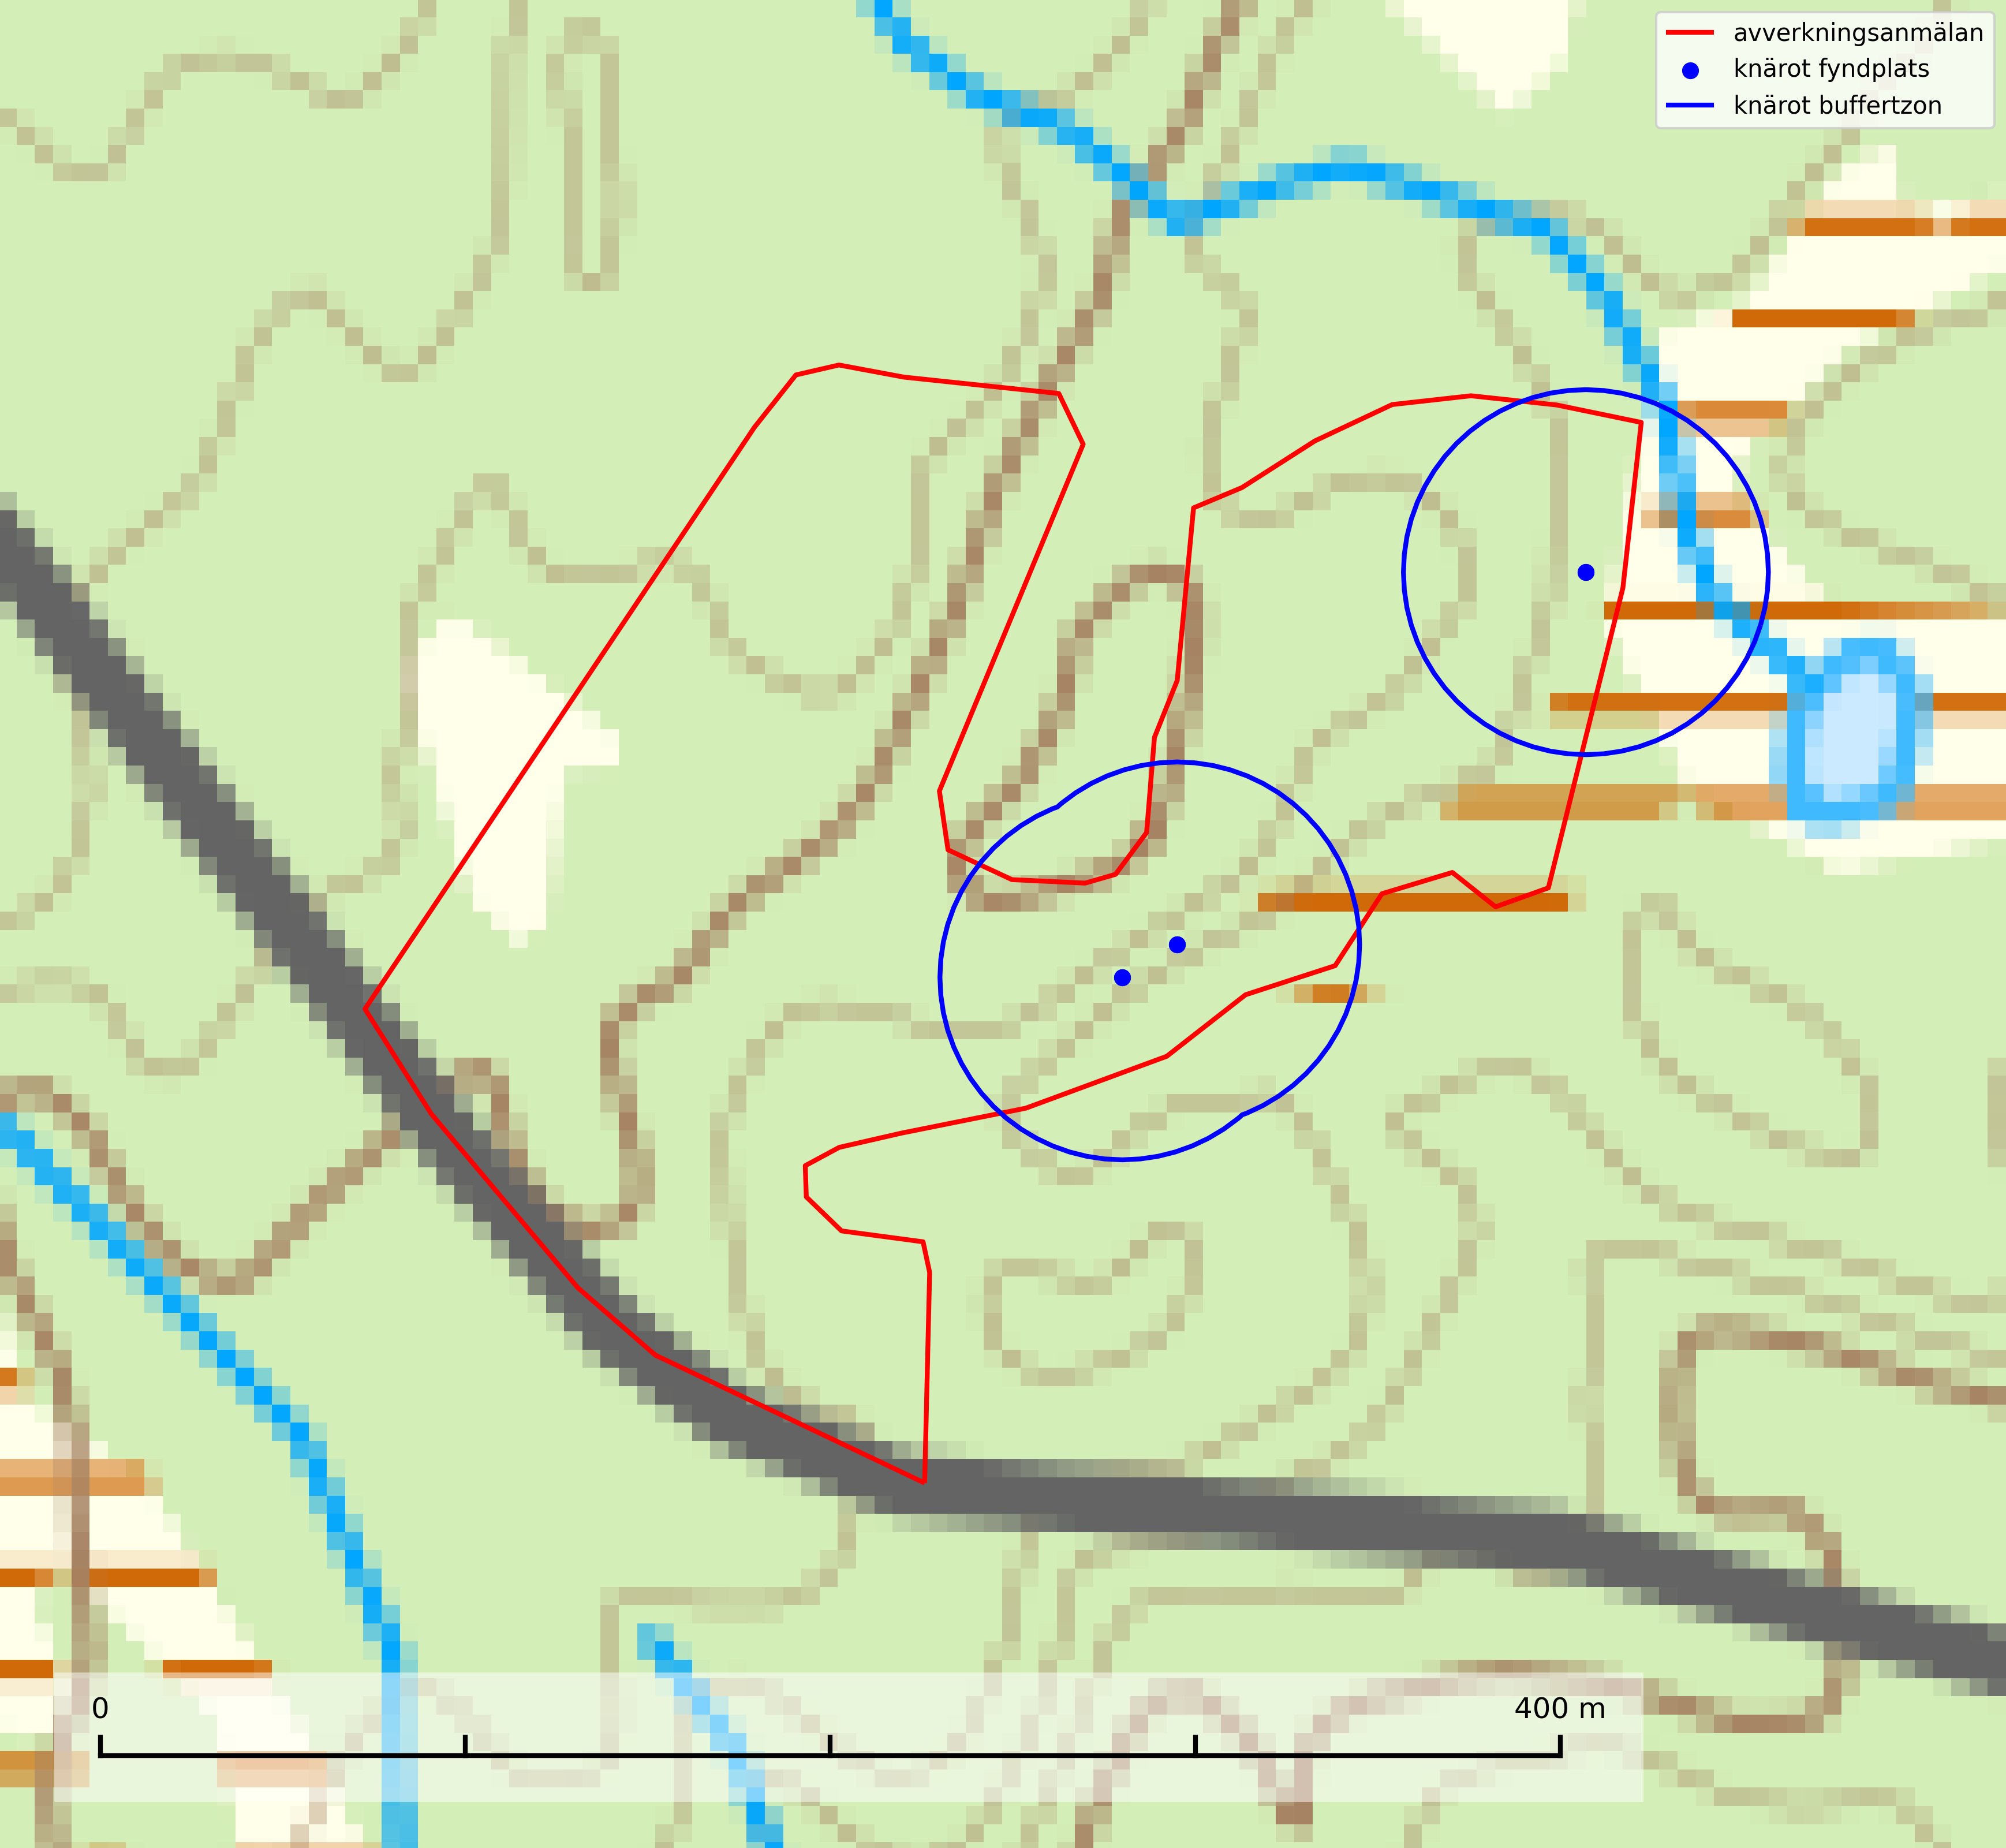 avverkningsanmälan
knärot fyndplats
knärot buffertzon
0
400 m